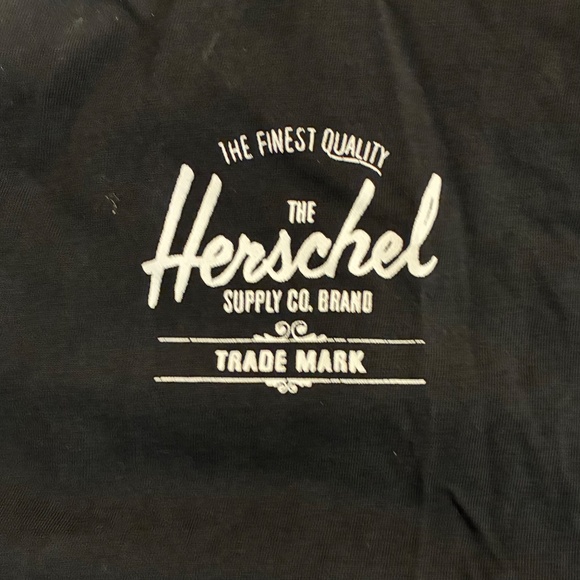 THE FINEST QUALITY
THE
Herschel
SUPPLY CO. BRAND
TRADE MARK